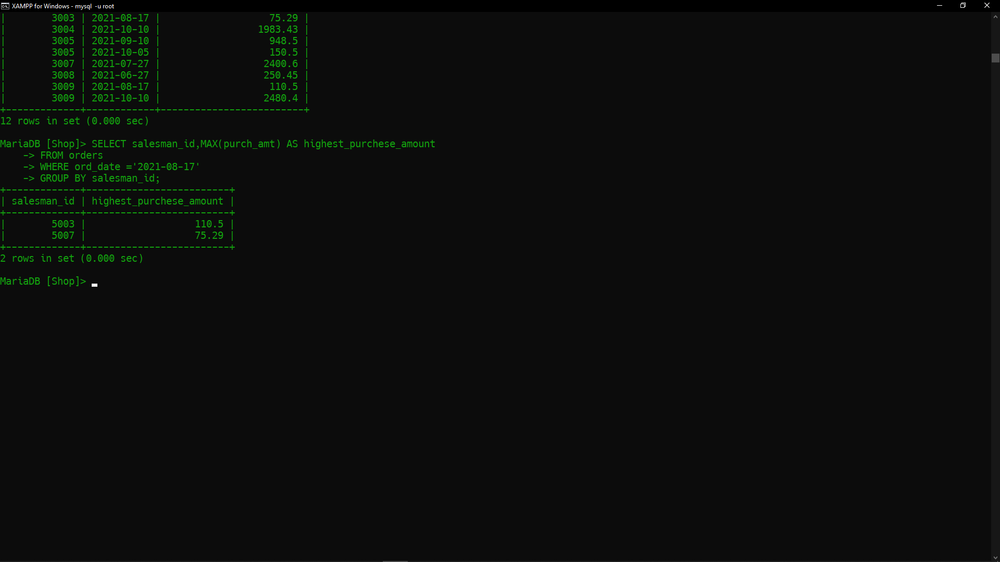 XAMPP for Windows - mysql  -u root
|        3003 | 2021-08-17 |                   75.29 |
|        3004 | 2021-10-10 |                 1983.43 |
|        3005 | 2021-09-10 |                   948.5 |
|        3005 | 2021-10-05 |                   150.5 |
|        3007 | 2021-07-27 |                  2400.6 |
|        3008 | 2021-06-27 |                  250.45 |
|        3009 | 2021-08-17 |                   110.5 |
|        3009 | 2021-10-10 |                  2480.4 |
+-------------+------------+-------------------------+
12 rows in set (0.000 sec)
MariaDB [Shop]> SELECT salesman_id,MAX(purch_amt) AS highest_purchese_amount
    -> FROM orders
    -> WHERE ord_date ='2021-08-17'
    -> GROUP BY salesman_id;
+-------------+-------------------------+
| salesman_id | highest_purchese_amount |
+-------------+-------------------------+
|        5003 |                   110.5 |
|        5007 |                   75.29 |
+-------------+-------------------------+
2 rows in set (0.000 sec)
MariaDB [Shop]> _